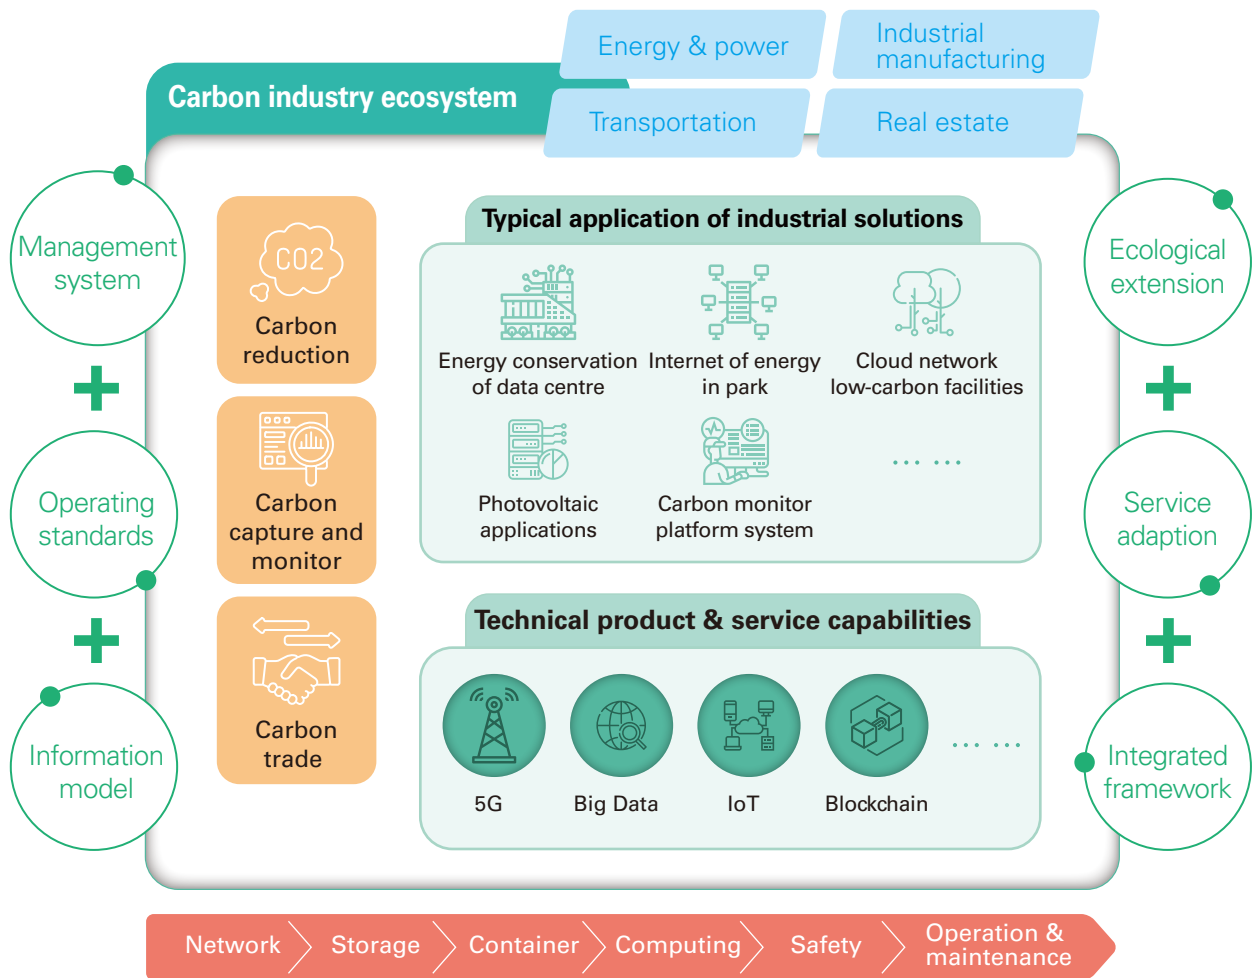 Energy & power
Industrial
manufacturing
Carbon industry ecosystem
Transportation
Real estate
Management
system
Operating
standards
Information
model
CO2
Carbon
reduction
Carbon
capture and
monitor
Carbon
trade
Typical application of industrial solutions
Energy conservation
of data centre
Internet of energy
in park
Cloud network
low-carbon facilities
Photovoltaic
applications
Carbon monitor
platform system
... ...
Technical product & service capabilities
5G
Big Data
IoT
Blockchain
... ...
Ecological
extension
Service
adaption
Integrated
framework
Network
Storage
Container
Computing
Safety
Operation &
maintenance